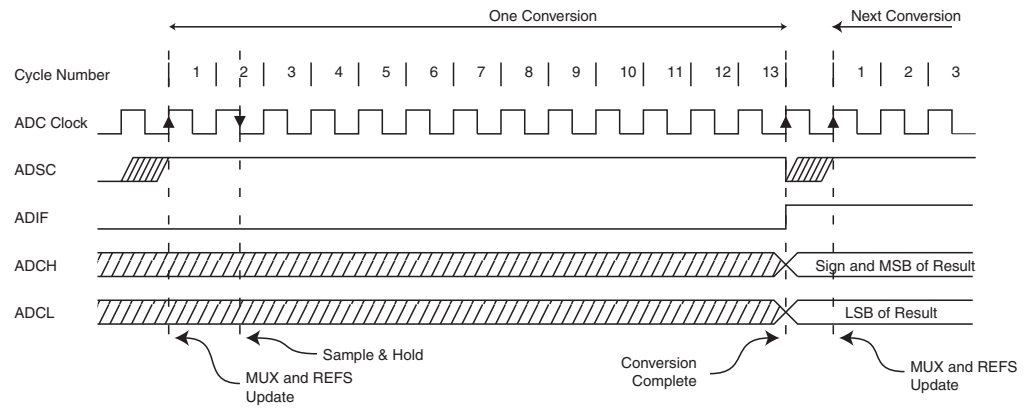 One Conversion
Next Conversion
Cycle Number
1 2 3 4 5 6 7 8 9 10 11 12 13 1 2 3
ADC Clock
ADSC
ADIF
ADCH
Sign and MSB of Result
ADCL
LSB of Result
MUX and REFS
Update
Sample & Hold
Conversion
Complete
MUX and REFS
Update